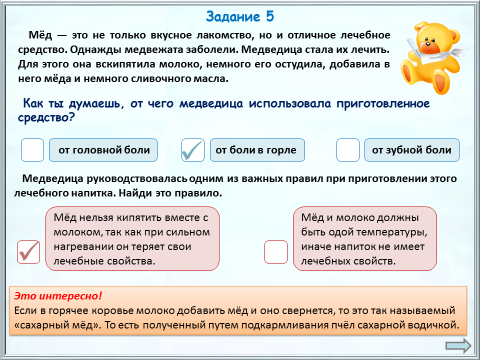 Задание 5
Мёд — это не только вкусное лакомство, но и отличное лечебное
средство. Однажды медвежата заболели. Медведица стала их лечить.
Для этого она вскипятила молоко, немного его остудила, добавила в
него мёда и немного сливочного масла.
Как ты думаешь, от чего медведица использовала приготовленное
средство?
от головной боли
от боли в горле
от зубной боли
Медведица руководствовалась одним из важных правил при приготовлении этого
лечебного напитка. Найди это правило.
Мёд нельзя кипятить вместе с
молоком, так как при сильном
нагревании он теряет свои
лечебные свойства.
Мёд и молоко должны
быть одой температуры,
иначе напиток не имеет
лечебных свойств.
Это интересно!
Если в горячее коровье молоко добавить мёд и оно свернется, то это так называемый
«сахарный мёд». То есть полученный путем подкармливания пчёл сахарной водичкой.